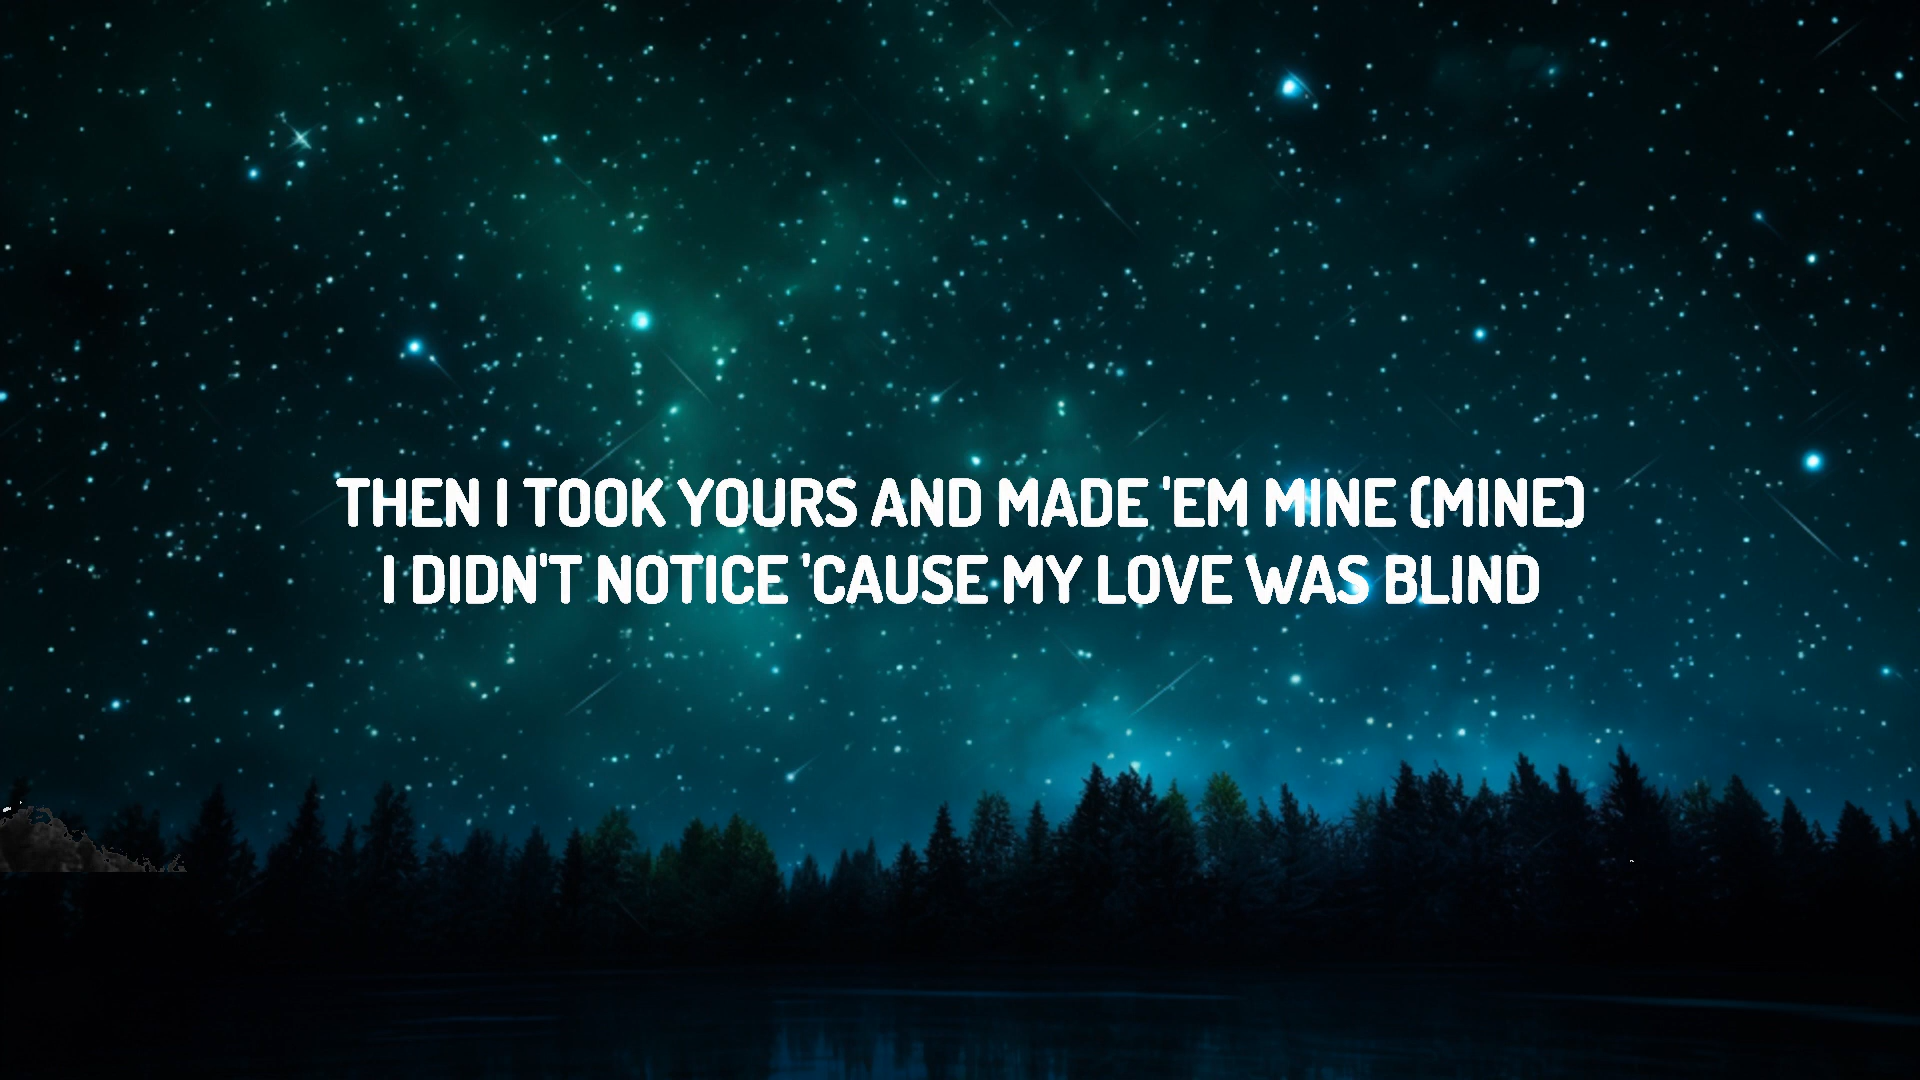 THEN I TOOK YOURS AND MADE 'EM MINE (MINE)
I DIDN'T NOTICE 'CAUSE MY LOVE WAS BLIND